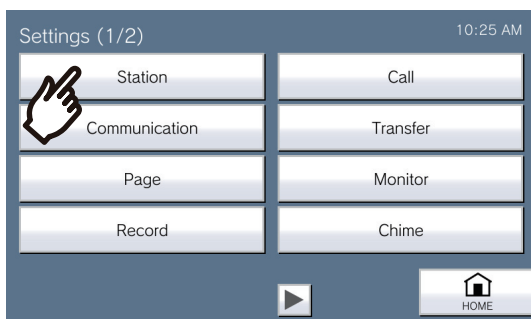 Settings (1/2)
10:25 AM
Station
Call
Communication
Transfer
Page
Monitor
Record
Chime
HOME